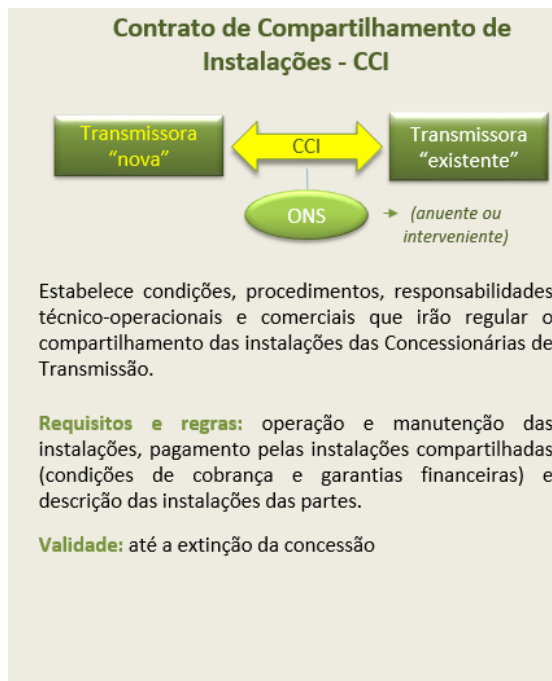 Contrato de Compartilhamento de
Instalações - CCI
Transmissora
“nova”
CCI
Transmissora
“existente”
ONS
(anuente ou
interveniente)
Estabelece condições, procedimentos, responsabilidades
técnico-operacionais e comerciais que irão regular o
compartilhamento das instalações das Concessionárias de
Transmissão.
Requisitos e regras: operação e manutenção das
instalações, pagamento pelas instalações compartilhadas
(condições de cobrança e garantias financeiras) e
descrição das instalações das partes.
Validade: até a extinção da concessão